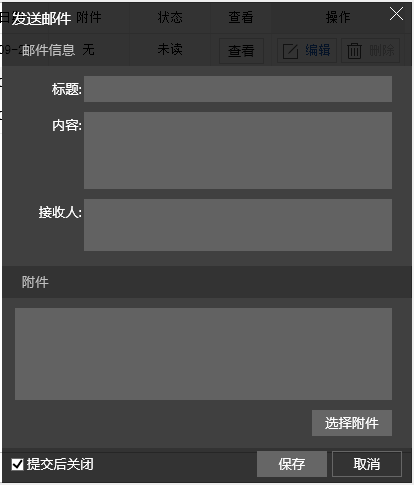 发送邮件
附件 状态 查看 操作
邮件信息
无 未读 查看 编辑 删除
标题:
内容:
接收人:
附件
选择附件
提交后关闭 保存 取消